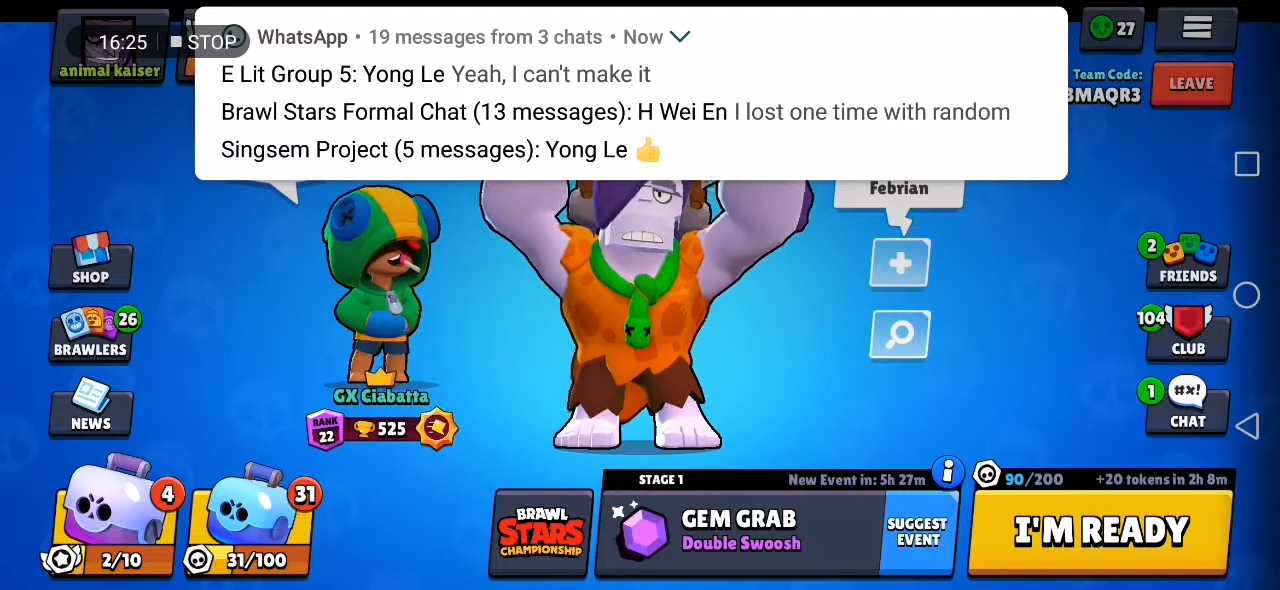 16:25 STOP
WhatsApp • 19 messages from 3 chats • Now
E Lit Group 5: Yong Le Yeah, I can't make it
Brawl Stars Formal Chat (13 messages): H Wei En I lost one time with random
Singsem Project (5 messages): Yong Le 👍
animal kaiser
27
Team Code:
3MAQR3
LEAVE
Febrian
SHOP
26
BRAWLERS
NEWS
2
FRIENDS
104
CLUB
1
#x!
CHAT
GX Ciabatta
RANK
22
525
4
2/10
31
31/100
BRAWL
STARS
CHAMPIONSHIP
STAGE 1
New Event in: 5h 27m
i
GEM GRAB
Double Swoosh
SUGGEST
EVENT
90/200
+20 tokens in 2h 8m
I'M READY